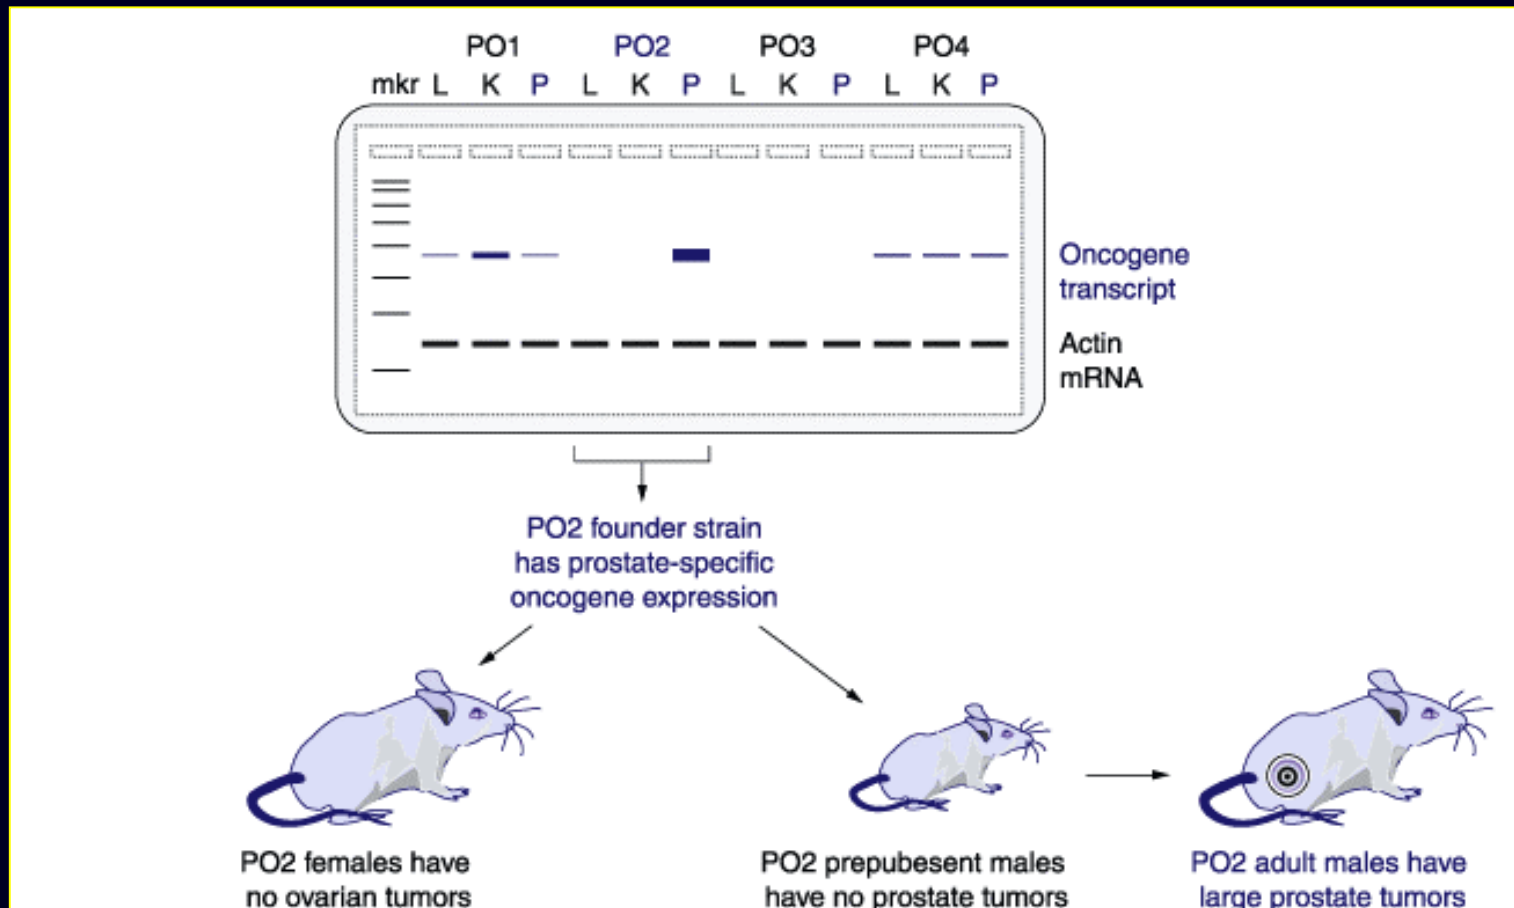 PO1 PO2 PO3 PO4
mkr L K P L K P L K P L K P
Oncogene
transcript
Actin
mRNA
PO2 founder strain
has prostate-specific
oncogene expression
PO2 females have
no ovarian tumors
PO2 prepubesent males
have no prostate tumors
PO2 adult males have
large prostate tumors